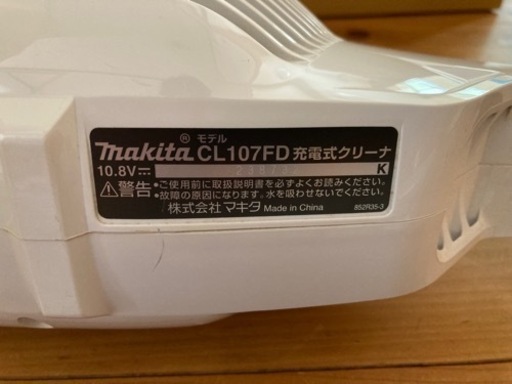 モデル
makita® CL107FD 充電式クリーナ
10.8V⎓ K
⚠警告 •ご使用前に取扱説明書を必ずよくお読みください。
•故障の原因になります。水を吸わせないでください。
株式会社 マキタ Made in China 852R35-3